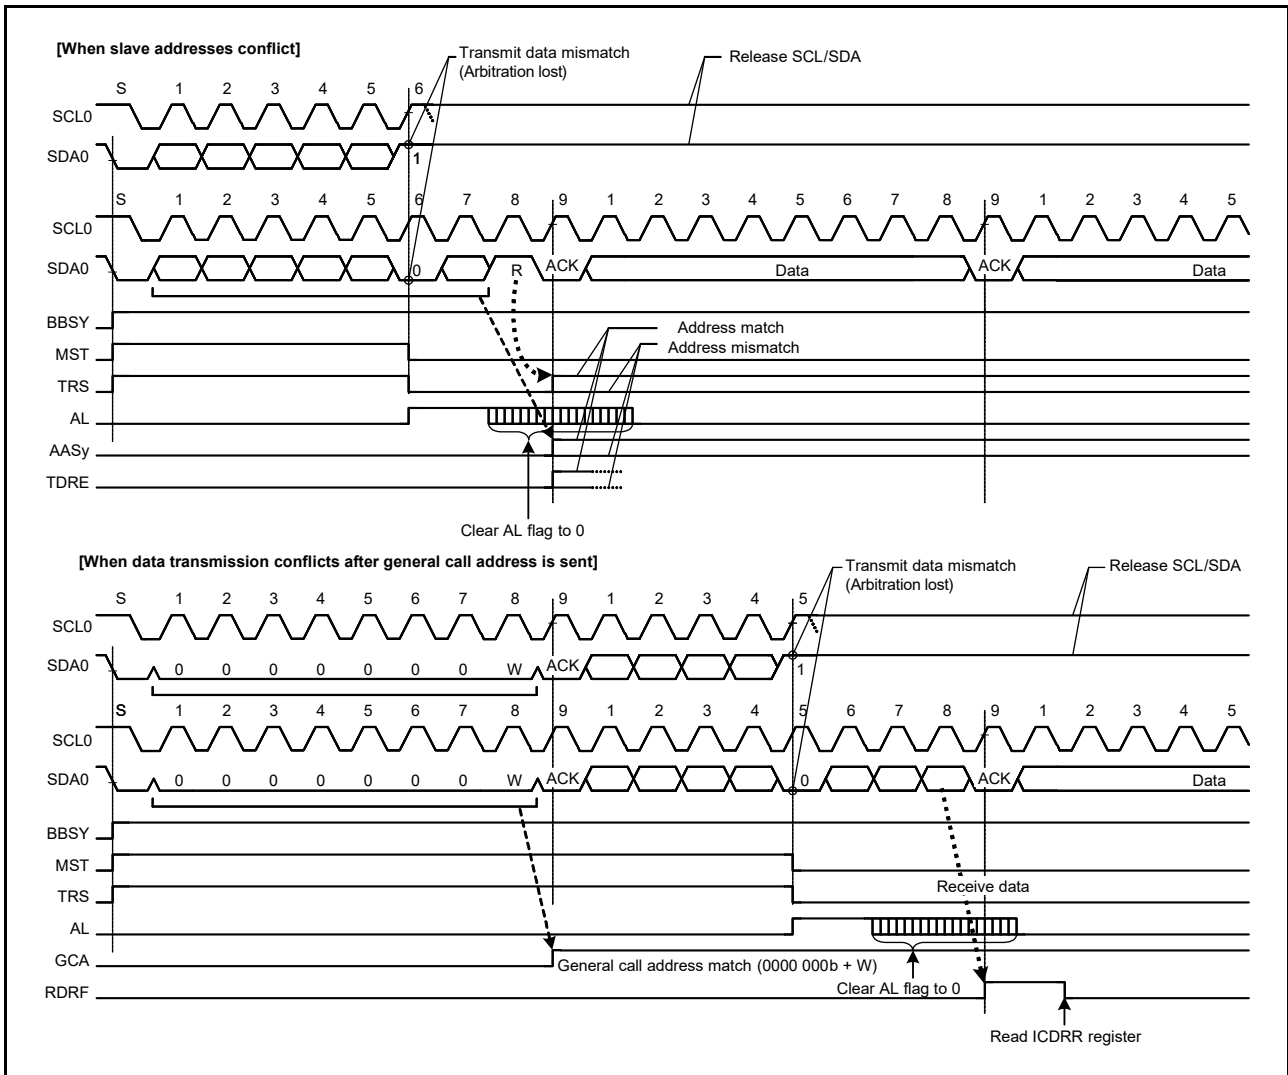 [When slave addresses conflict]
Transmit data mismatch
(Arbitration lost)
Release SCL/SDA
S 1 2 3 4 5 6
SCL0
SDA0 1
S 1 2 3 4 5 6 7 8 9 1 2 3 4 5 6 7 8 9 1 2 3 4 5
SCL0
SDA0 0 R ACK Data ACK Data
BBSY
Address match
MST
Address mismatch
TRS
AL
AASy
TDRE
Clear AL flag to 0
[When data transmission conflicts after general call address is sent]
Transmit data mismatch
(Arbitration lost)
Release SCL/SDA
S 1 2 3 4 5 6 7 8 9 1 2 3 4 5
SCL0
SDA0 0 0 0 0 0 0 0 W ACK 1
S 1 2 3 4 5 6 7 8 9 1 2 3 4 5 6 7 8 9 1 2 3 4 5
SCL0
SDA0 0 0 0 0 0 0 0 W ACK 0 ACK Data
BBSY
MST
TRS
Receive data
AL
GCA
General call address match (0000 000b + W)
Clear AL flag to 0
RDRF
Read ICDRR register